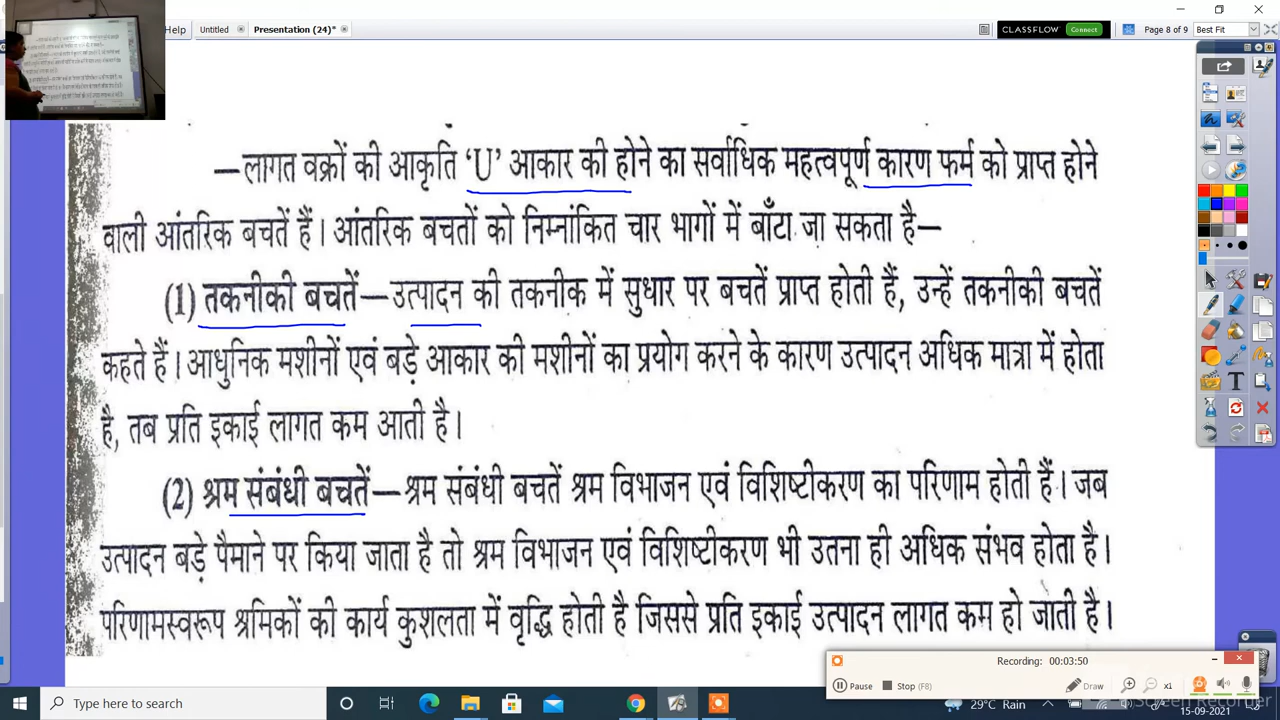 Help Untitled Presentation (24)* CLASSFLOW Connect Page 8 of 9 Best Fit
—लागत वक्रों की आकृति ‘U’ आकार की होने का सर्वाधिक महत्वपूर्ण कारण फर्म को प्राप्त होने
वाली आंतरिक बचतें हैं। आंतरिक बचतों को निम्नांकित चार भागों में बाँटा जा सकता है—
(1) तकनीकी बचतें—उत्पादन की तकनीक में सुधार पर बचतें प्राप्त होती हैं, उन्हें तकनीकी बचतें
कहते हैं। आधुनिक मशीनों एवं बड़े आकार की मशीनों का प्रयोग करने के कारण उत्पादन अधिक मात्रा में होता
है, तब प्रति इकाई लागत कम आती है।
(2) श्रम संबंधी बचतें—श्रम संबंधी बचतें श्रम विभाजन एवं विशिष्टीकरण का परिणाम होती हैं। जब
उत्पादन बड़े पैमाने पर किया जाता है तो श्रम विभाजन एवं विशिष्टीकरण भी उतना ही अधिक संभव होता है।
परिणामस्वरूप श्रमिकों की कार्य कुशलता में वृद्धि होती है जिससे प्रति इकाई उत्पादन लागत कम हो जाती है।
Recording: 00:03:50
Pause Stop (F8) Draw x1
Type here to search 29°C Rain
15-09-2021
Screen Recorder